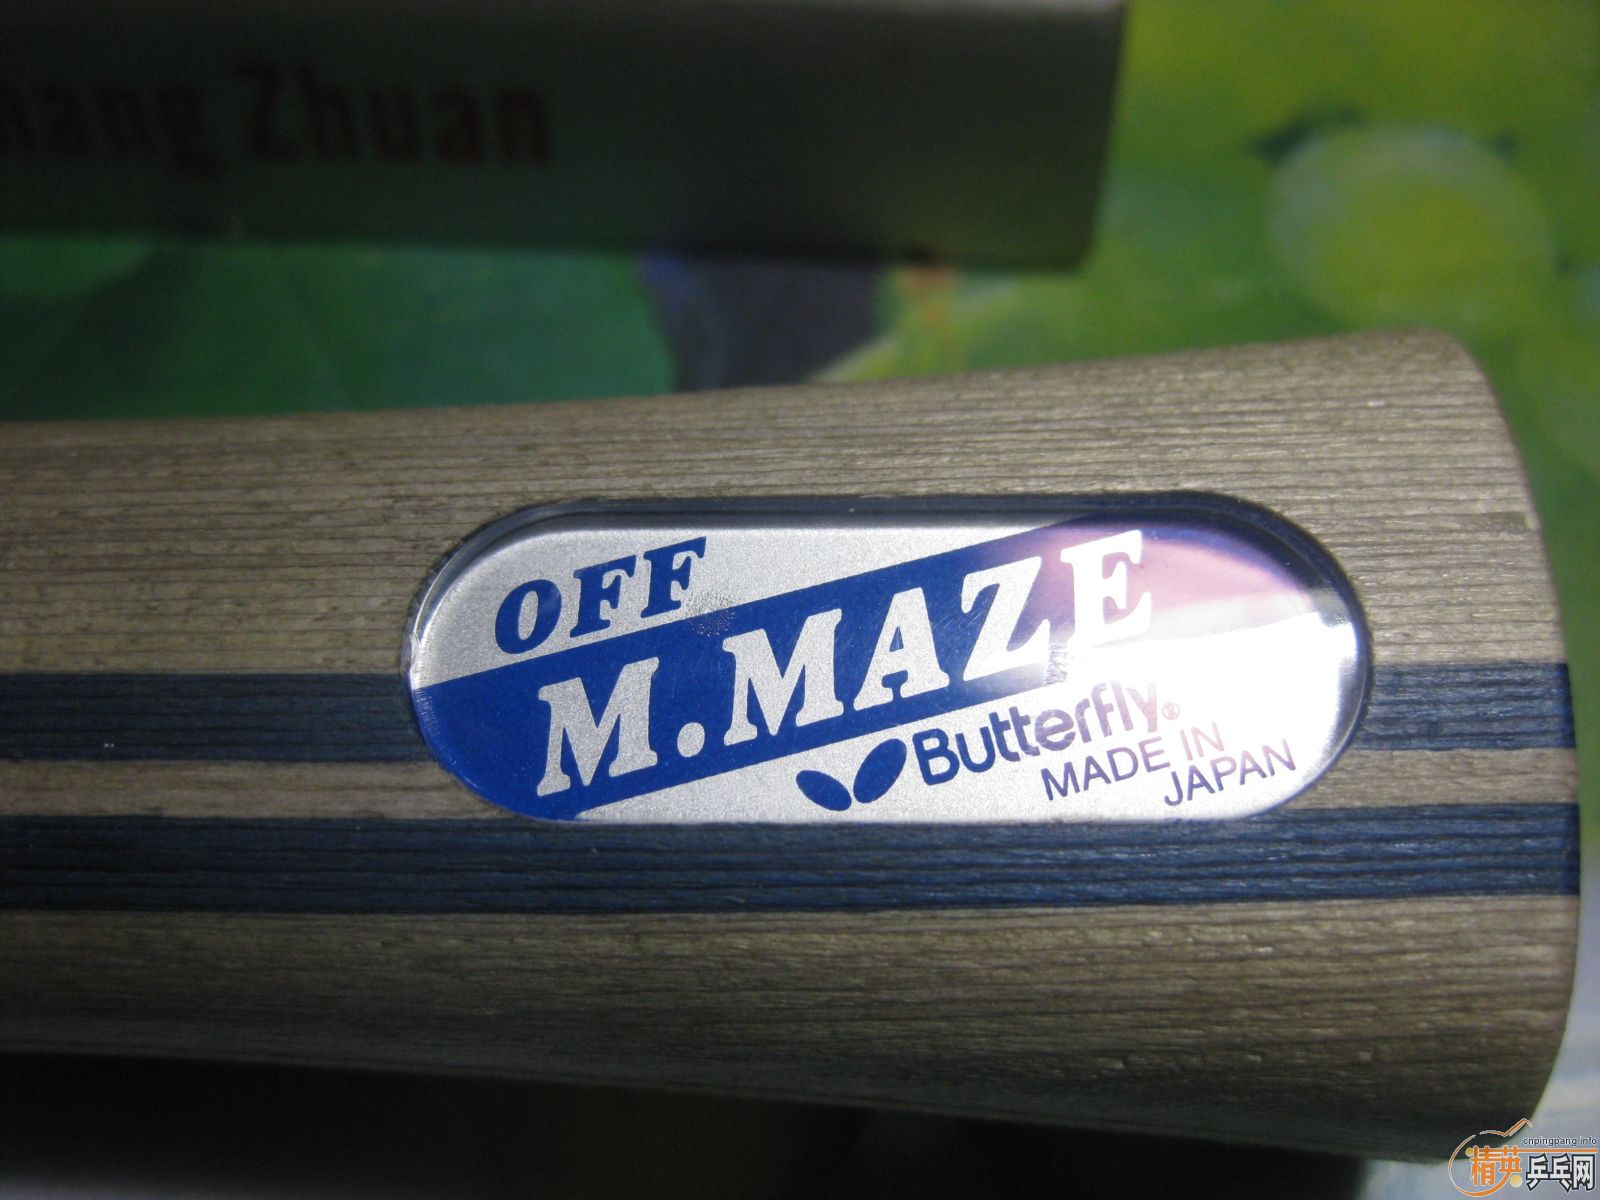 Zhuan
OFF
M.MAZE
Butterfly®
MADE IN
JAPAN
cnpingpang.info
精英乒乓网